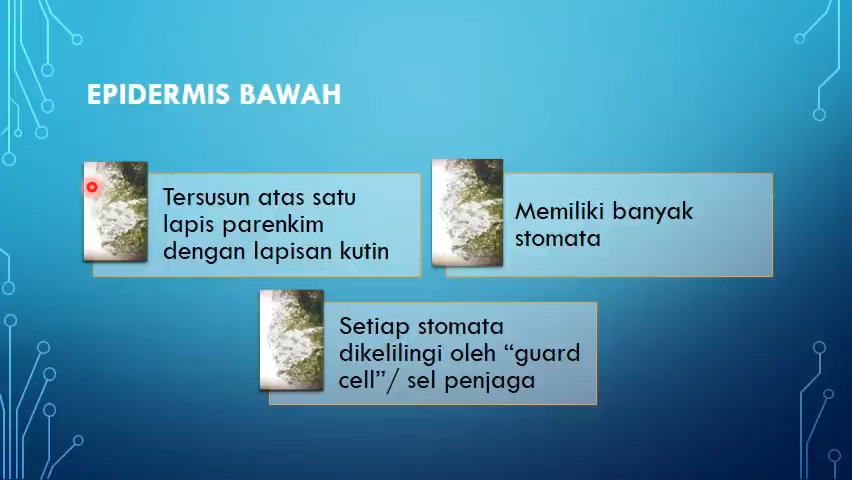 EPIDERMIS BAWAH
Tersusun atas satu
lapis parenkim
dengan lapisan kutin
Memiliki banyak
stomata
Setiap stomata
dikelilingi oleh “guard
cell”/ sel penjaga